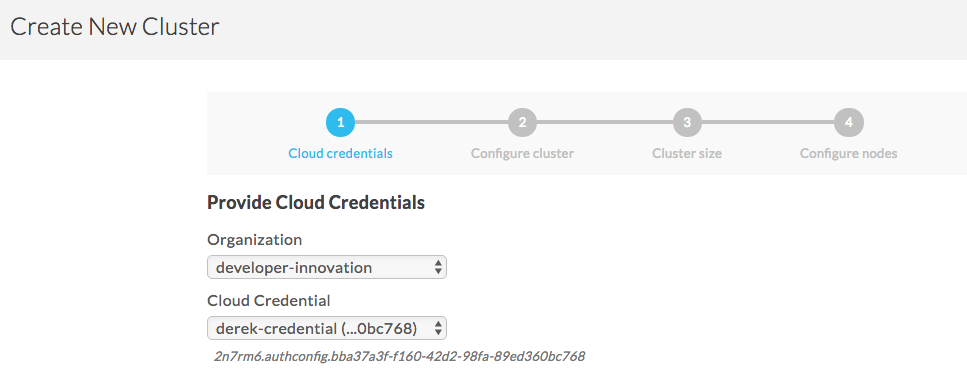 Create New Cluster
1 2 3 4
Cloud credentials Configure cluster Cluster size Configure nodes
Provide Cloud Credentials
Organization
developer-innovation
Cloud Credential
derek-credential (...0bc768)
2n7rm6.authconfig.bba37a3f-f160-42d2-98fa-89ed360bc768